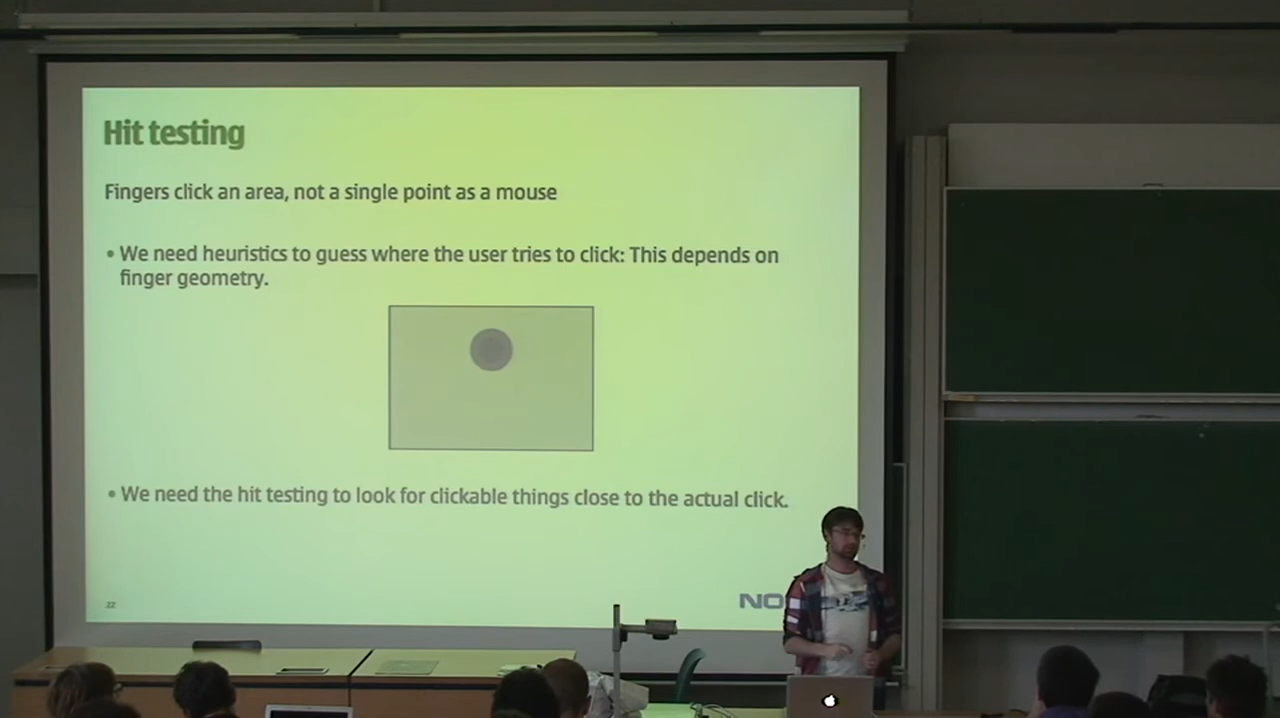 Hit testing
Fingers click an area, not a single point as a mouse
• We need heuristics to guess where the user tries to click: This depends on
finger geometry.
• We need the hit testing to look for clickable things close to the actual click.
22
NO